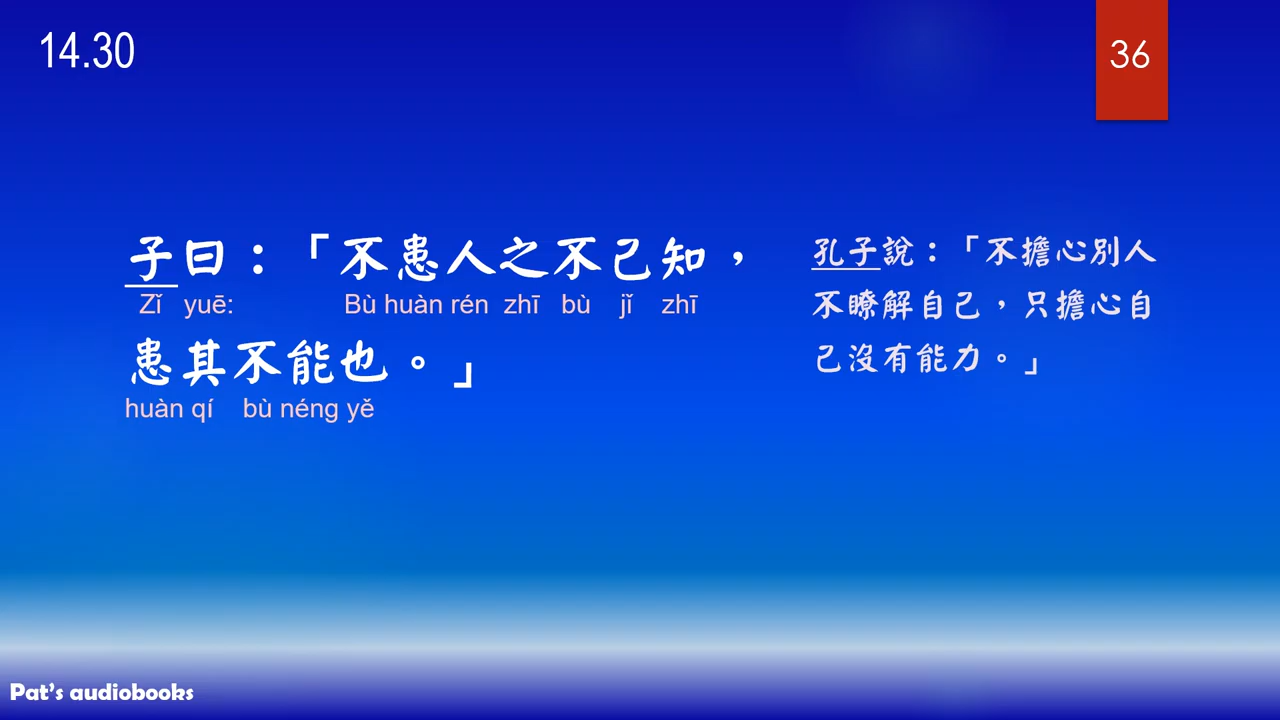 14.30
36
子曰：「不患人之不己知，
Zǐ yuē: Bù huàn rén zhī bù jǐ zhī
患其不能也。」
huàn qí bù néng yě
孔子說：「不擔心別人
不瞭解自己，只擔心自
己沒有能力。」
Pat's audiobooks